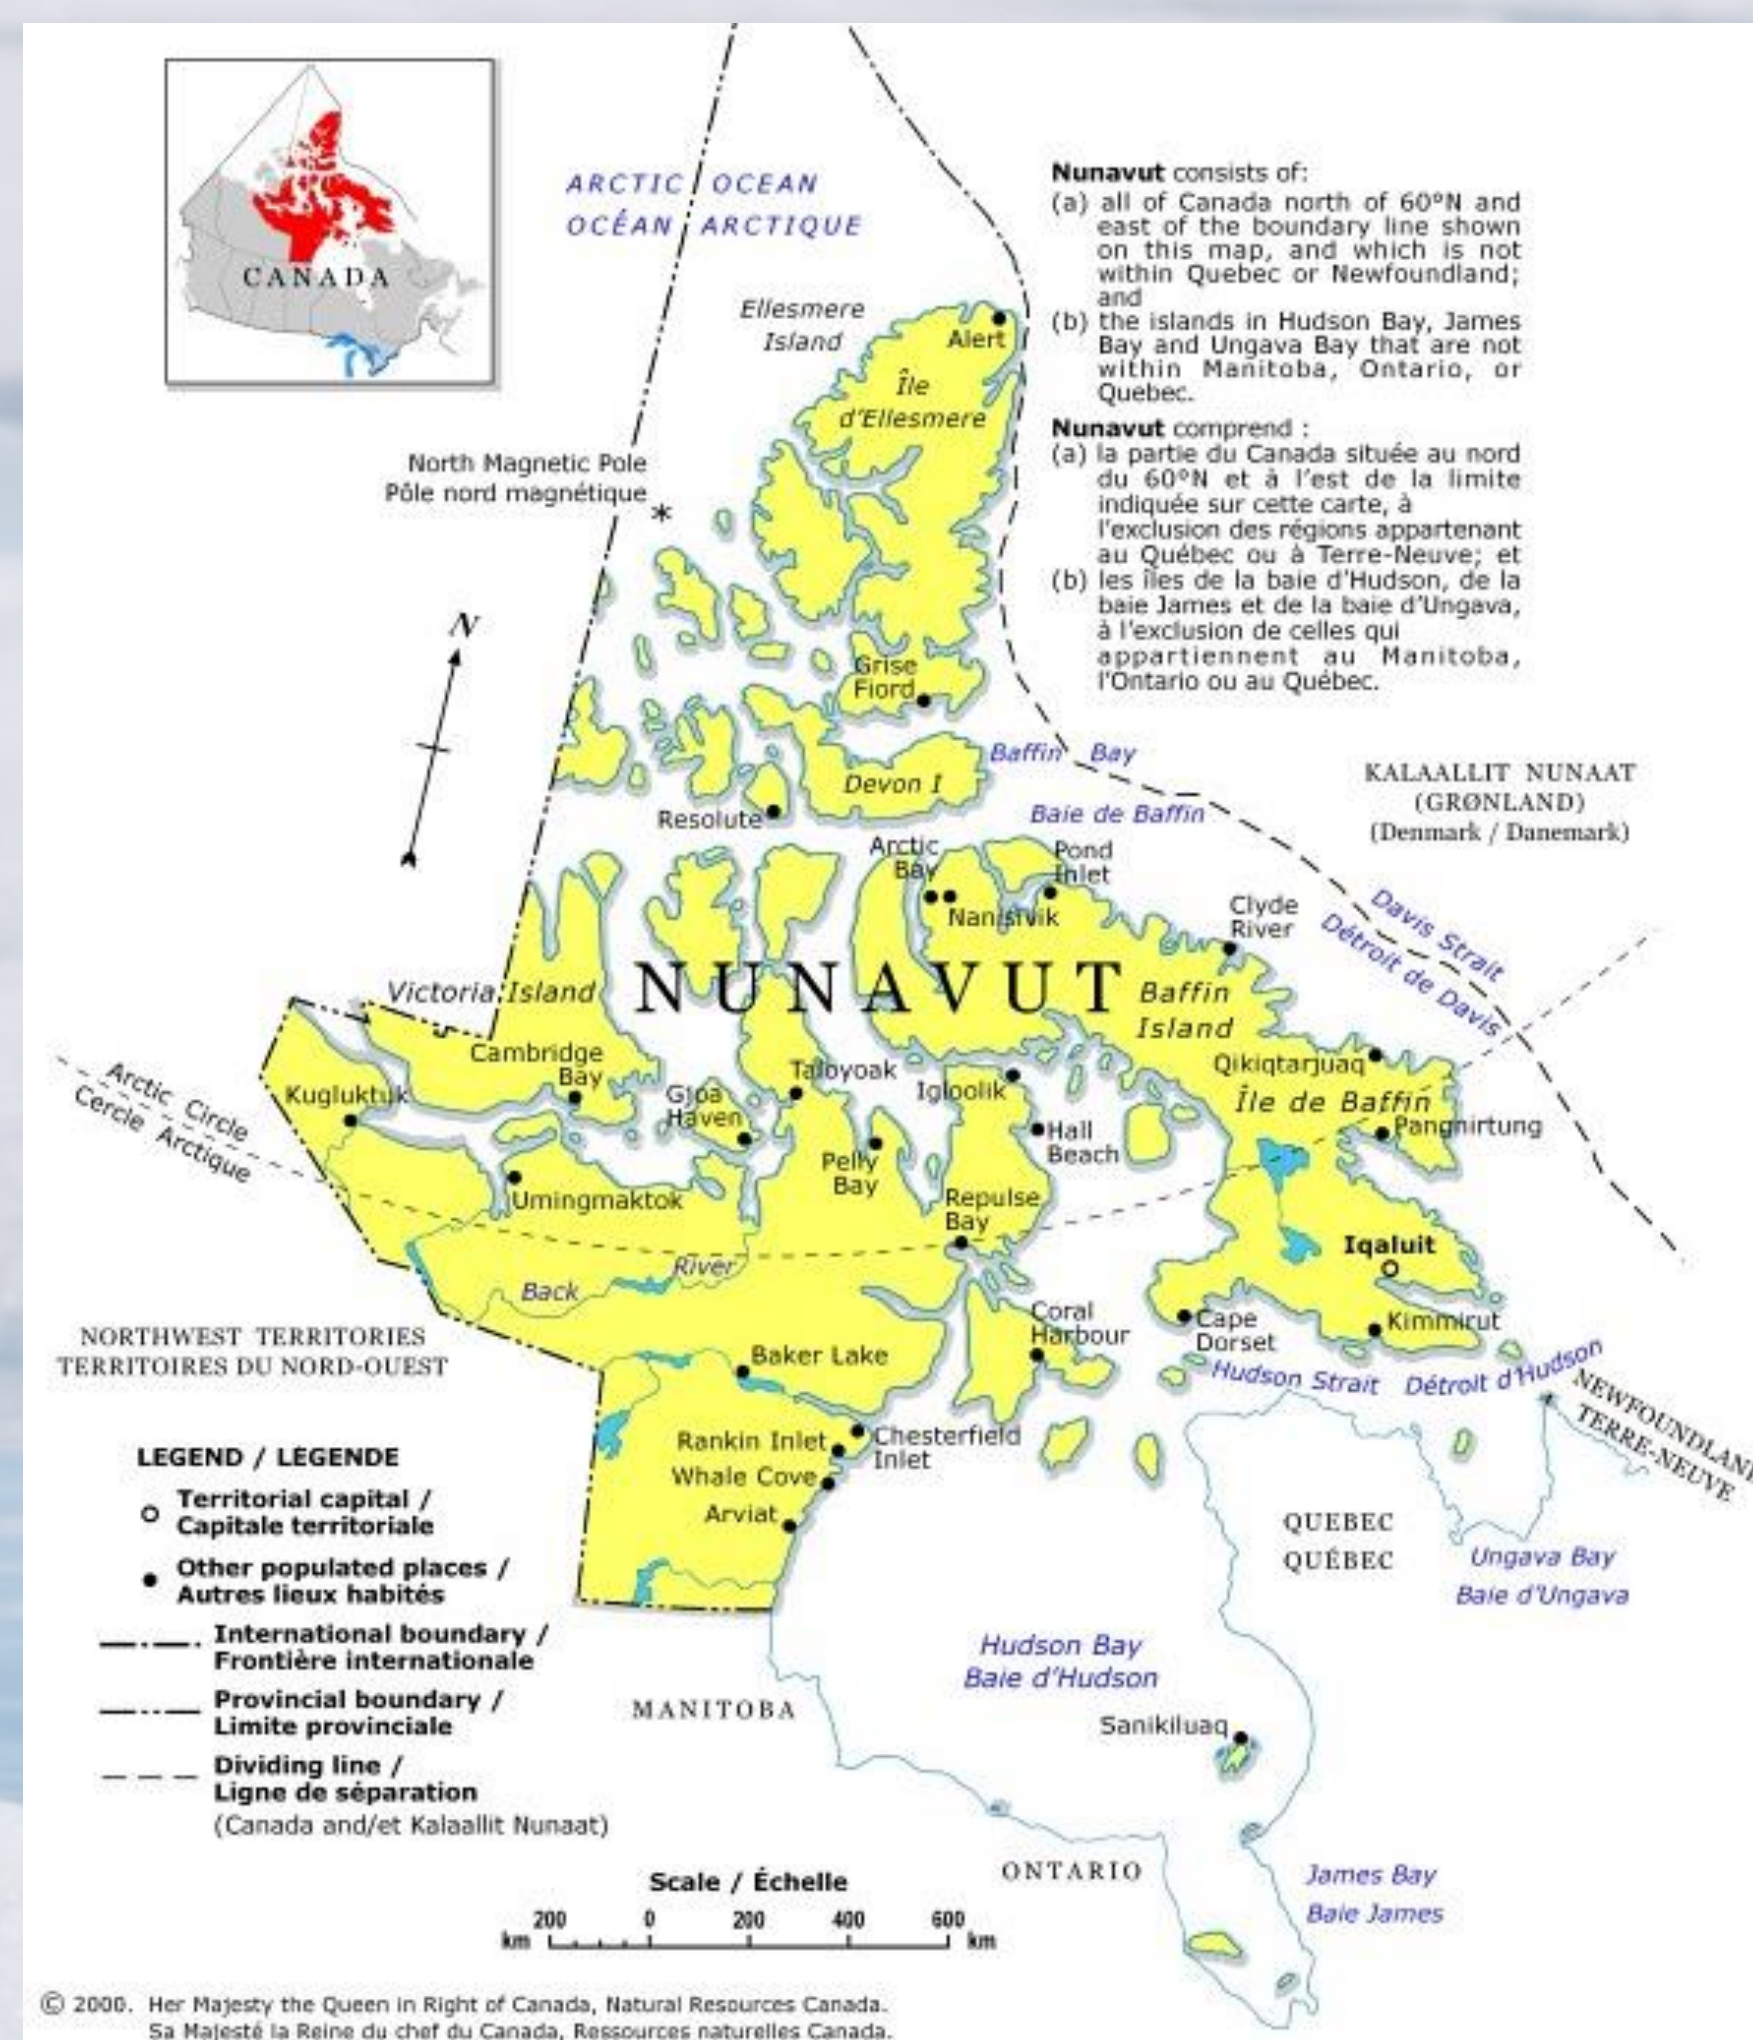 CANADA
ARCTIC OCEAN
OCÉAN ARCTIQUE
Nunavut consists of:
(a) all of Canada north of 60°N and
east of the boundary line shown
on this map, and which is not
within Quebec or Newfoundland;
and
(b) the islands in Hudson Bay, James
Bay and Ungava Bay that are not
within Manitoba, Ontario, or
Quebec.
Nunavut comprend :
(a) la partie du Canada située au nord
du 60°N et à l'est de la limite
indiquée sur cette carte, à
l'exclusion des régions appartenant
au Québec ou à Terre-Neuve; et
(b) les îles de la baie d'Hudson, de la
baie James et de la baie d'Ungava,
à l'exclusion de celles qui
appartiennent au Manitoba,
l'Ontario ou au Québec.
Ellesmere
Island
Alert
Île
d'Ellesmere
North Magnetic Pole
Pôle nord magnétique
N
Grise
Fiord
Devon I
Baffin Bay
Baie de Baffin
KALAALLIT NUNAAT
(GRØNLAND)
(Denmark / Danemark)
Resolute
Arctic
Bay
Nanisivik
Pond
Inlet
Clyde
River
Davis Strait
Détroit de Davis
Victoria Island
NUNAVUT
Baffin
Island
Cambridge
Bay
Kugluktuk
Gjoa
Haven
Taloyoak
Igloolik
Qikiqtarjuaq
Île de Baffin
Pangnirtung
Arctic Circle
Cercle Arctique
Hall
Beach
Pelly
Bay
Umingmaktok
Repulse
Bay
Iqaluit
Back River
Coral
Harbour
Cape
Dorset
Kimmirut
NORTHWEST TERRITORIES
TERRITOIRES DU NORD-OUEST
Baker Lake
Hudson Strait Détroit d'Hudson
NEWFOUNDLAND
TERRE-NEUVE
Rankin Inlet
Chesterfield
Inlet
Whale Cove
Arviat
QUEBEC
QUÉBEC
Ungava Bay
Baie d'Ungava
Hudson Bay
Baie d'Hudson
MANITOBA
Sanikiluaq
ONTARIO
James Bay
Baie James
LEGEND / LÉGENDE
Territorial capital /
Capitale territoriale
Other populated places /
Autres lieux habités
International boundary /
Frontière internationale
Provincial boundary /
Limite provinciale
Dividing line /
Ligne de séparation
(Canada and/et Kalaallit Nunaat)
Scale / Échelle
200 0 200 400 600
km km
© 2000. Her Majesty the Queen in Right of Canada, Natural Resources Canada.
Sa Majesté la Reine du chef du Canada, Ressources naturelles Canada.